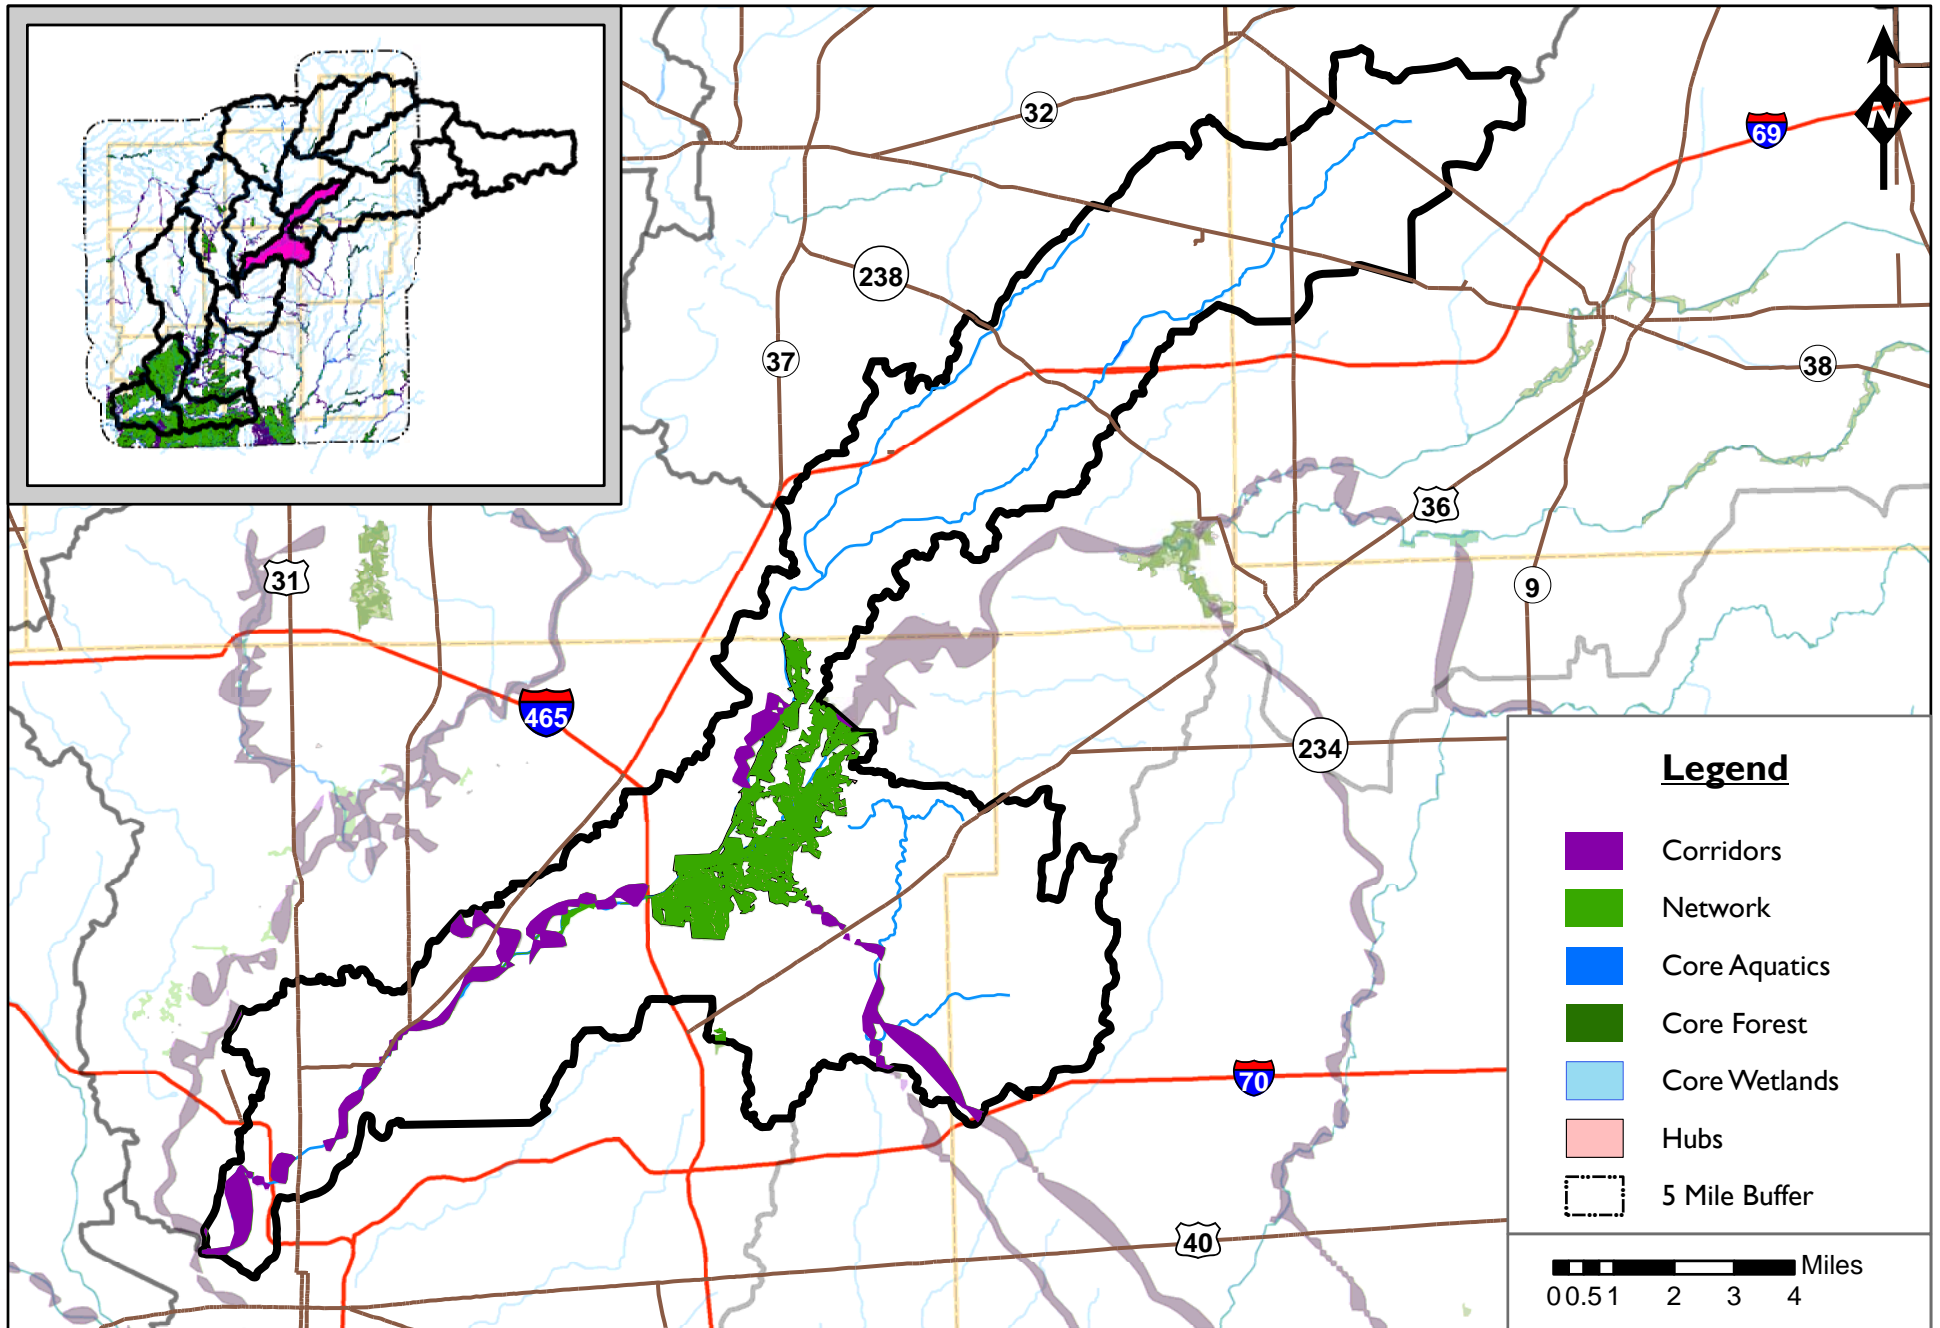 N
32
69
238
37
38
36
31
9
465
234
70
40
Legend
Corridors
Network
Core Aquatics
Core Forest
Core Wetlands
Hubs
5 Mile Buffer
Miles
0 0.5 1 2 3 4